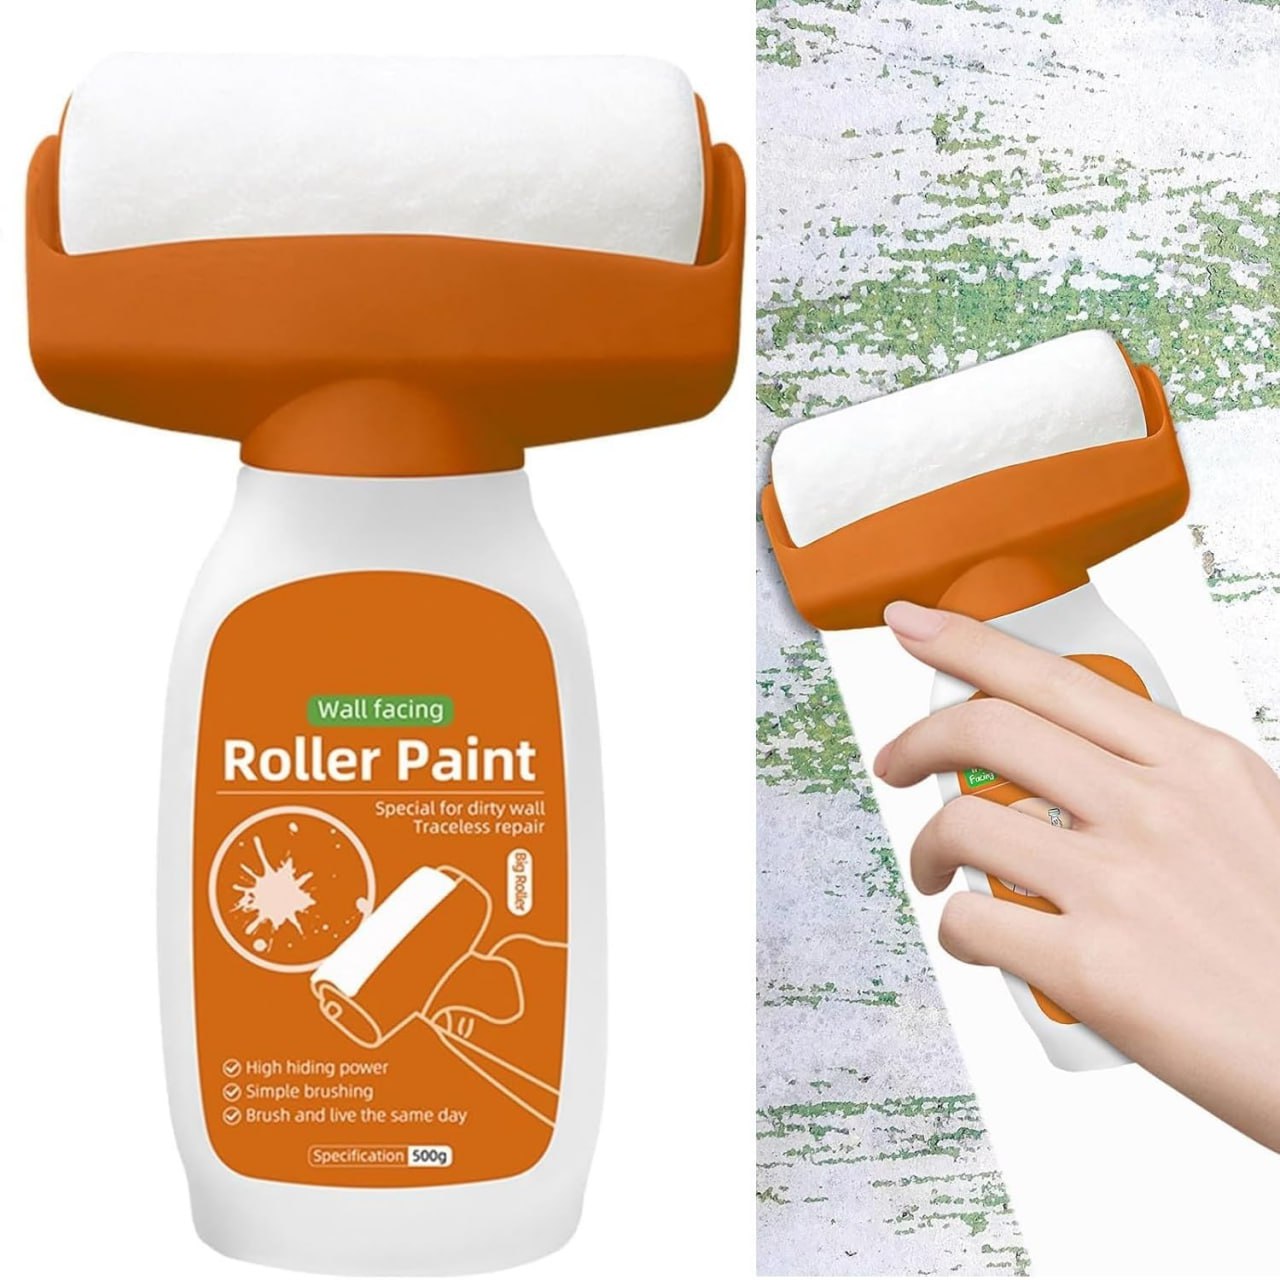 Wall facing
Roller Paint
Special for dirty wall
Traceless repair
Big Roller
High hiding power
Simple brushing
Brush and live the same day
Specification 500g
Facing